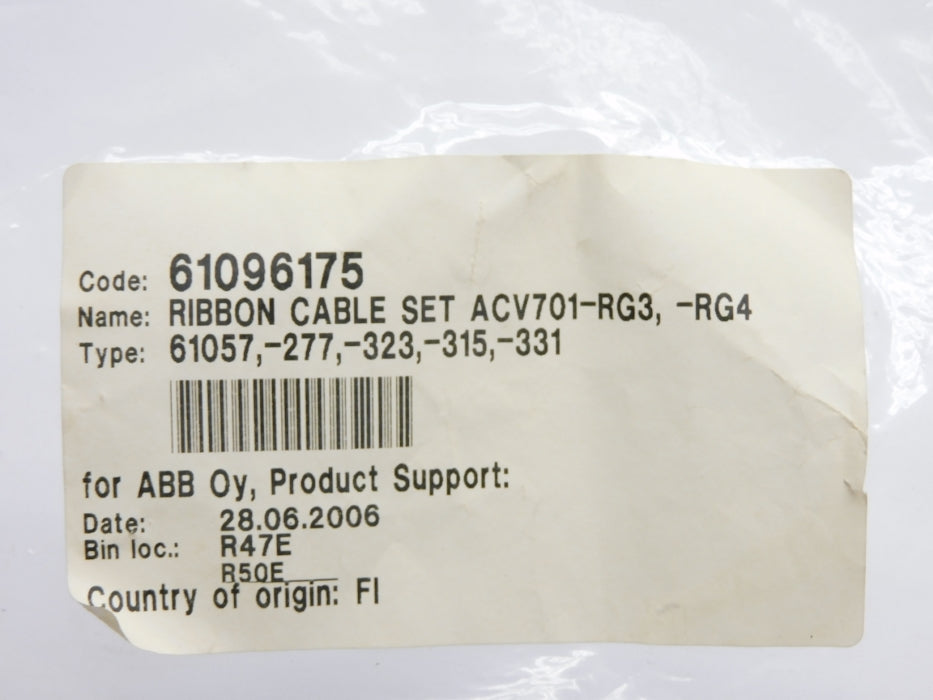 Code: 61096175
Name: RIBBON CABLE SET ACV701-RG3, -RG4
Type: 61057,-277,-323,-315,-331
for ABB Oy, Product Support:
Date: 28.06.2006
Bin loc.: R47E
R50E
Country of origin: FI